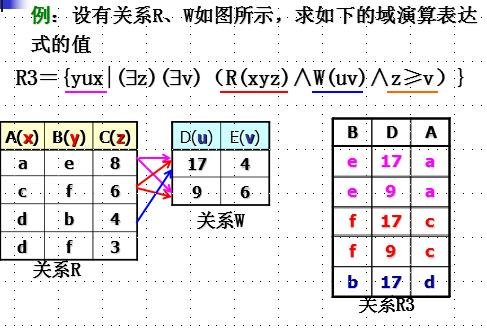 例：设有关系R、W如图所示，求如下的域演算表达
式的值
R3＝{yux|(∃z)(∃v)（R(xyz)∧W(uv)∧z≥v）}
A(x) B(y) C(z)
a e 8
c f 6
d b 4
d f 3
关系R
D(u) E(v)
17 4
9 6
关系W
B D A
e 17 a
e 9 a
f 17 c
f 9 c
b 17 d
关系R3